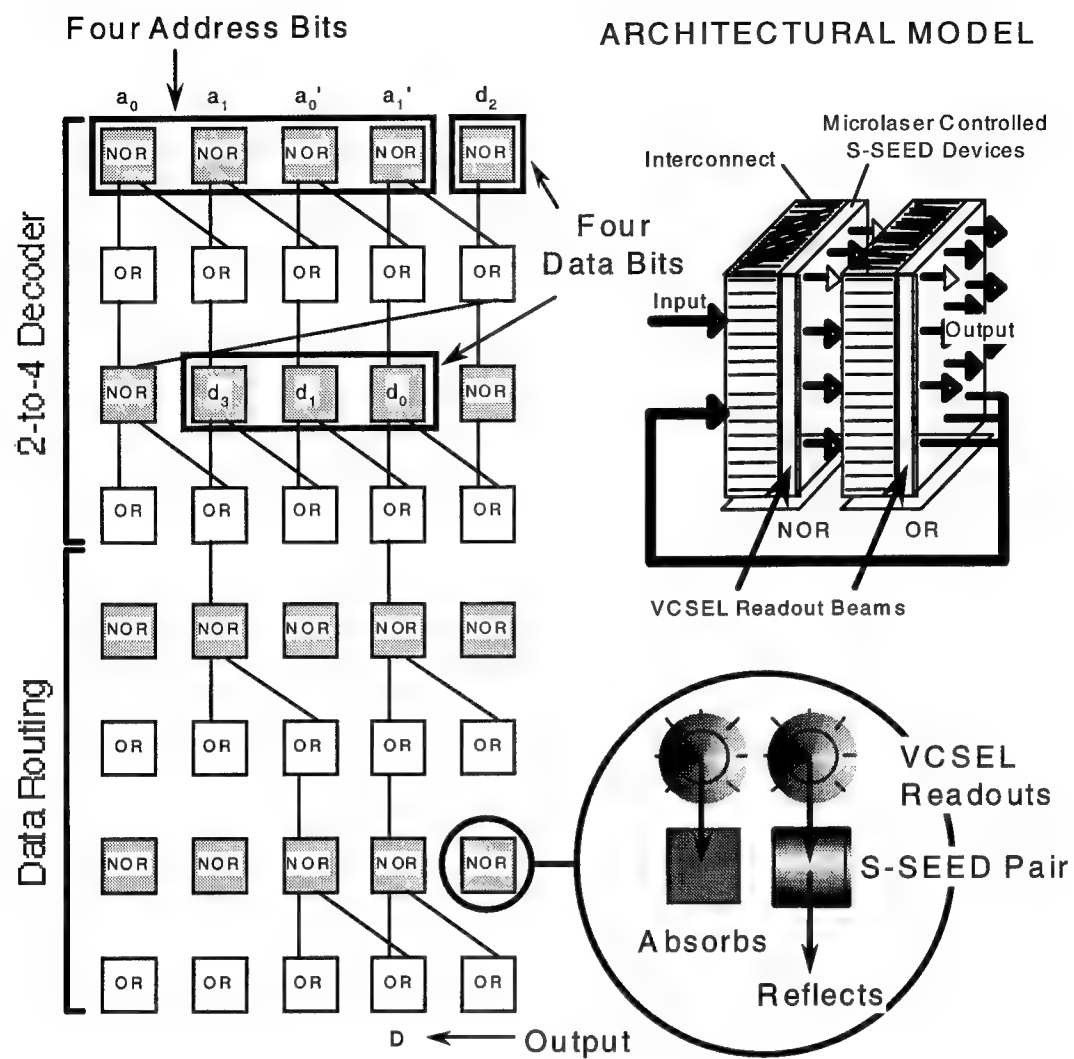 Four Address Bits
ARCHITECTURAL MODEL
a₀ a₁ a₀' a₁' d₂
NOR NOR NOR NOR NOR
Microlaser Controlled
S-SEED Devices
Interconnect
Four
Data Bits
2-to-4 Decoder
OR OR OR OR OR
Input
Output
NOR d₃ d₁ d₀ NOR
OR OR OR OR OR
NOR OR
VCSEL Readout Beams
Data Routing
NOR NOR NOR NOR NOR
OR OR OR OR OR
VCSEL
Readouts
NOR NOR NOR NOR NOR
S-SEED Pair
Absorbs
OR OR OR OR OR
Reflects
D Output